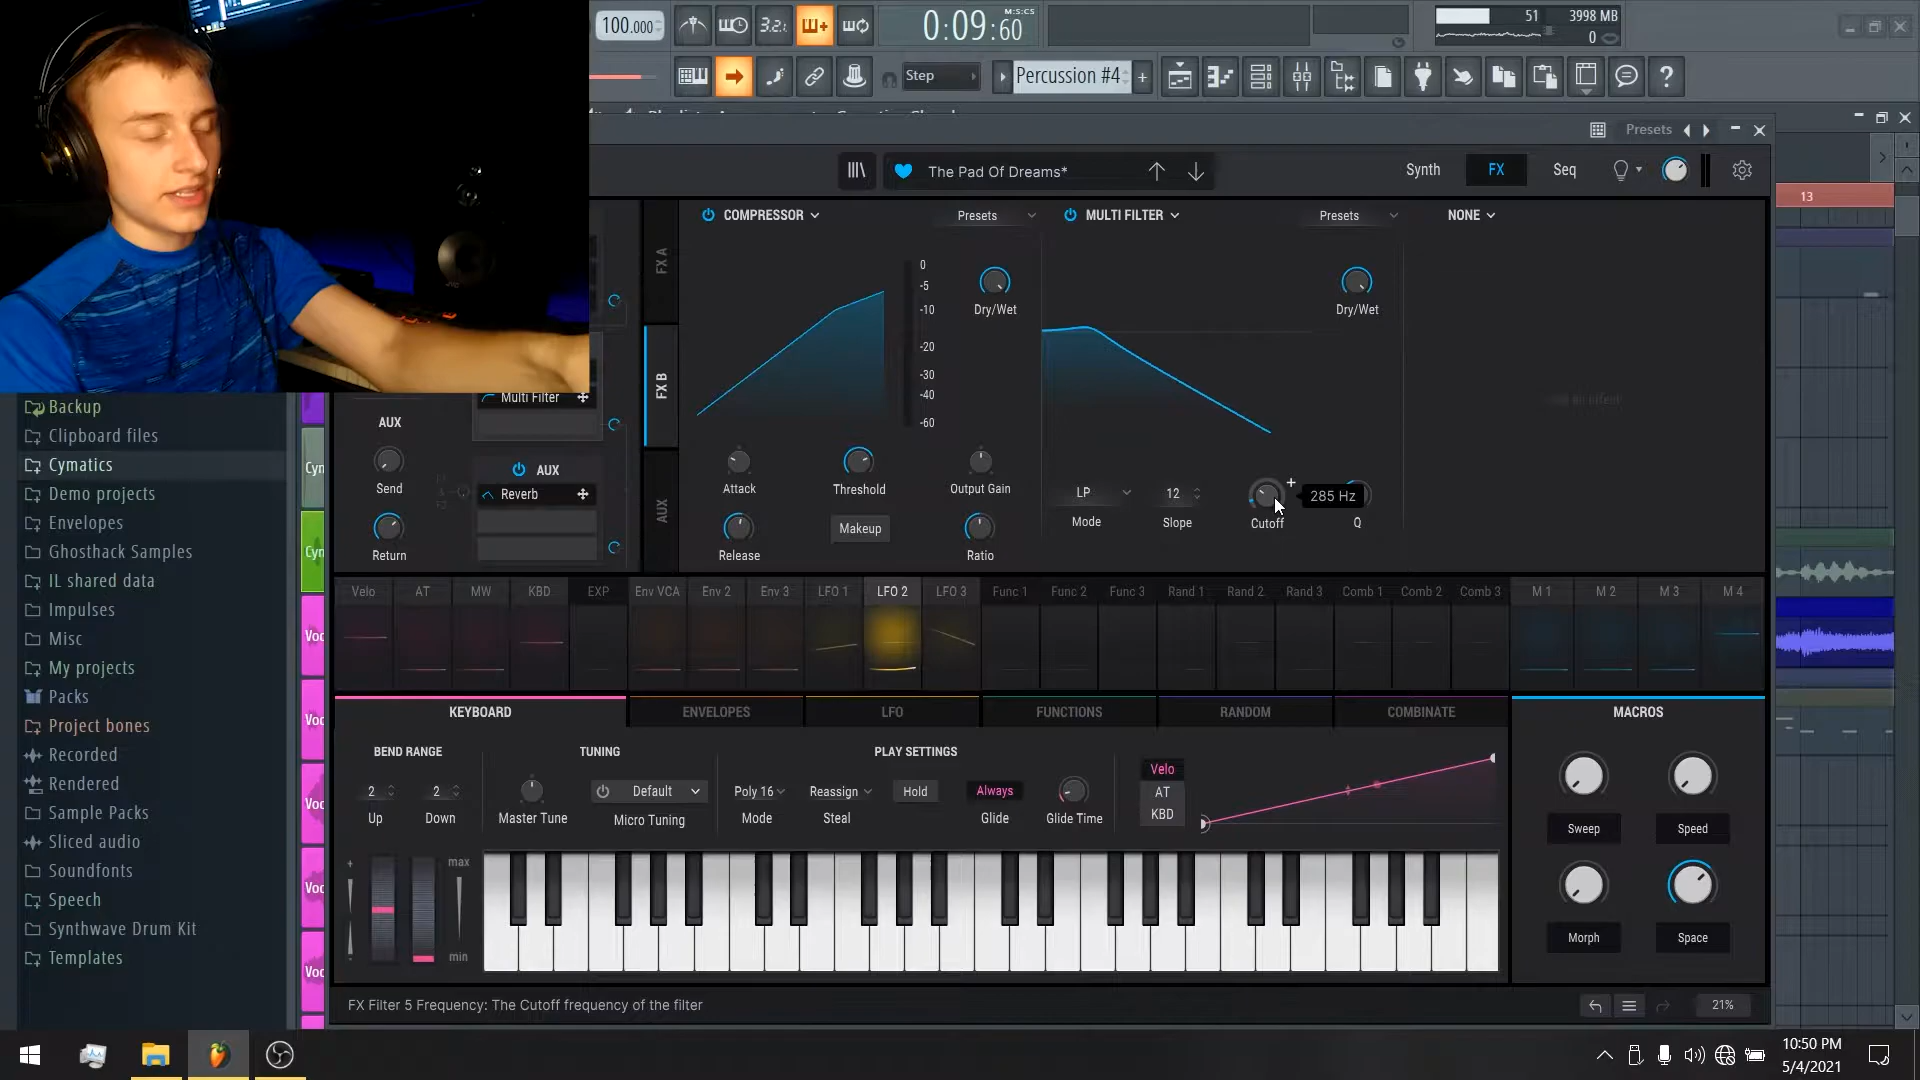 100.000
3.2:
0:09:60
M:S:CS
51
3998 MB
0
Step
Percussion #4
+
?
Presets
The Pad Of Dreams*
Synth
FX
Seq
13
COMPRESSOR
Presets
MULTI FILTER
Presets
NONE
FX A
FX B
AUX
0
-5
-10
-20
-30
-40
-60
Dry/Wet
Dry/Wet
Multi Filter
AUX
Send
Return
AUX
Reverb
Attack
Threshold
Output Gain
Release
Makeup
Ratio
LP
Mode
12
Slope
Cutoff
285 Hz
Q
Backup
Clipboard files
Cymatics
Demo projects
Envelopes
Ghosthack Samples
IL shared data
Impulses
Misc
My projects
Packs
Project bones
Recorded
Rendered
Sample Packs
Sliced audio
Soundfonts
Speech
Synthwave Drum Kit
Templates
Cyn
Cyn
Voc
Voc
Voc
Voc
Voc
Velo
AT
MW
KBD
EXP
Env VCA
Env 2
Env 3
LFO 1
LFO 2
LFO 3
Func 1
Func 2
Func 3
Rand 1
Rand 2
Rand 3
Comb 1
Comb 2
Comb 3
M 1
M 2
M 3
M 4
KEYBOARD
ENVELOPES
LFO
FUNCTIONS
RANDOM
COMBINATE
MACROS
BEND RANGE
TUNING
PLAY SETTINGS
2
Up
2
Down
Master Tune
Default
Micro Tuning
Poly 16
Mode
Reassign
Steal
Hold
Always
Glide
Glide Time
Velo
AT
KBD
Sweep
Speed
Morph
Space
+
-
max
min
FX Filter 5 Frequency: The Cutoff frequency of the filter
21%
10:50 PM
5/4/2021